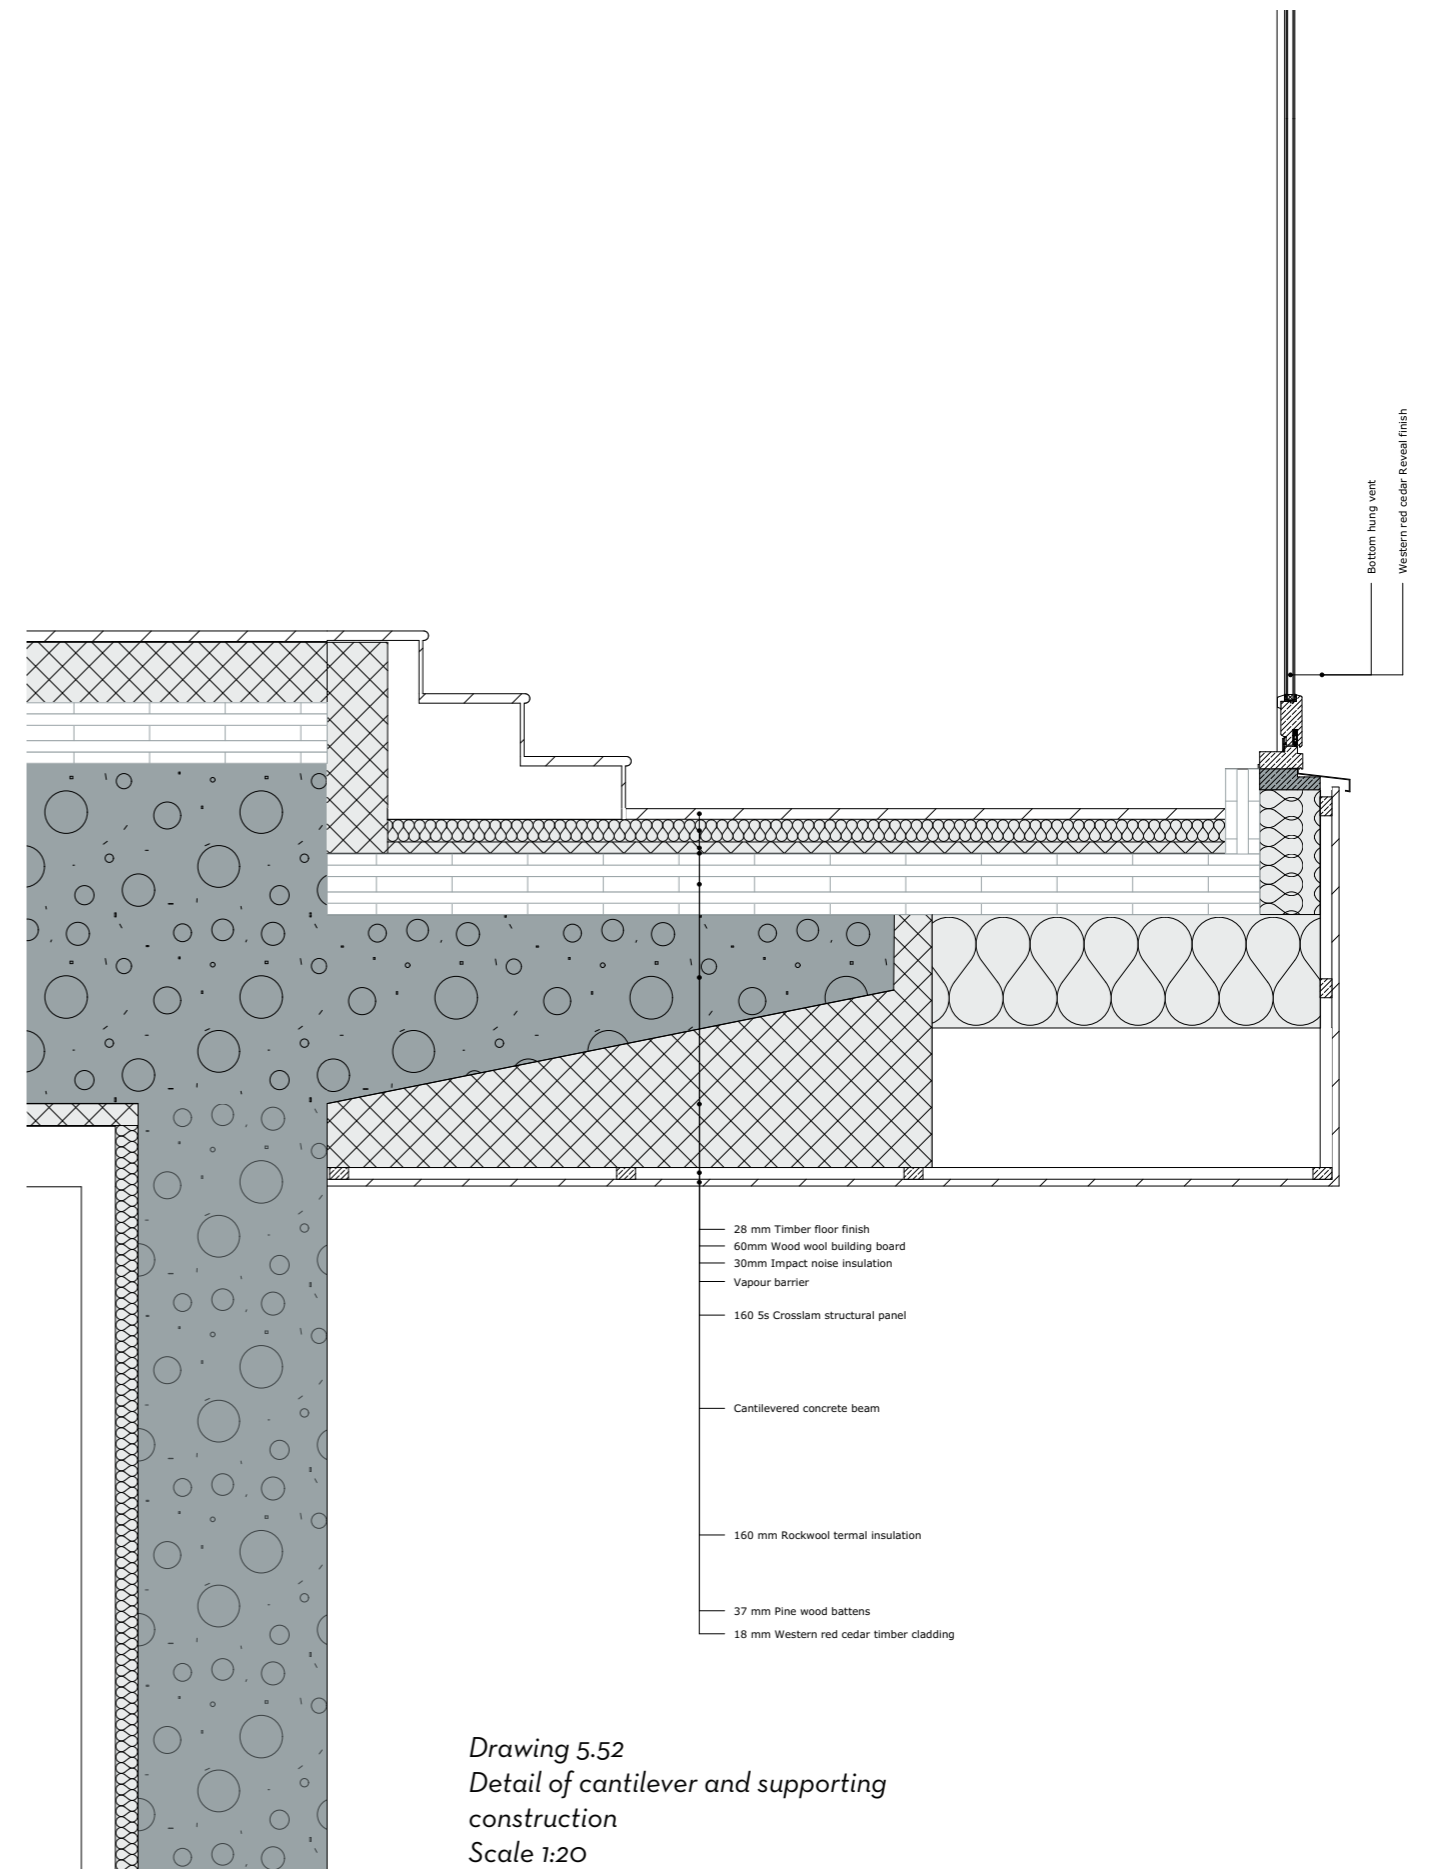 Bottom hung vent
Western red cedar Reveal finish
28 mm Timber floor finish
60mm Wood wool building board
30mm Impact noise insulation
Vapour barrier
160 5s Crosslam structural panel
Cantilevered concrete beam
160 mm Rockwool termal insulation
37 mm Pine wood battens
18 mm Western red cedar timber cladding
Drawing 5.52
Detail of cantilever and supporting
construction
Scale 1:20